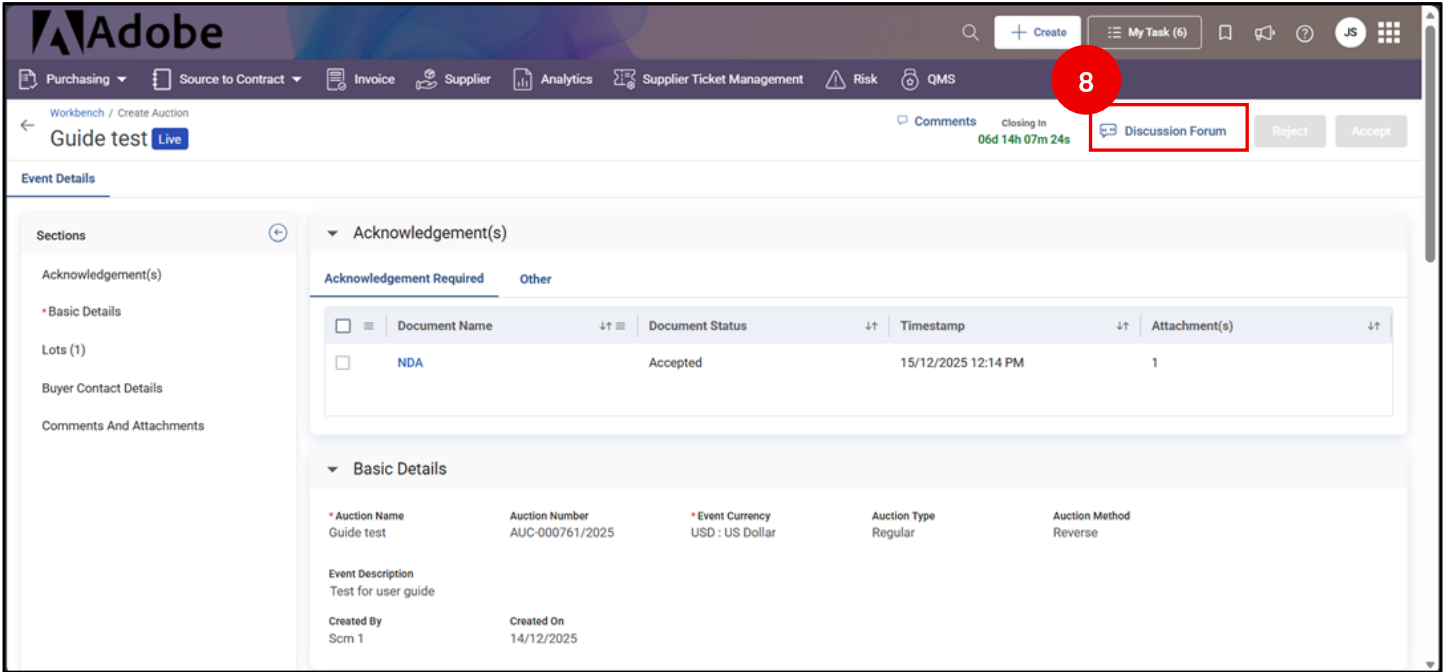 Adobe
Create
My Task (6)
JS
Purchasing
Source to Contract
Invoice
Supplier
Analytics
Supplier Ticket Management
Risk
QMS
8
Workbench / Create Auction
Guide test Live
Comments
Closing In
06d 14h 07m 24s
Discussion Forum
Reject
Accept
Event Details
Sections
Acknowledgement(s)
*Basic Details
Lots (1)
Buyer Contact Details
Comments And Attachments
Acknowledgement(s)
Acknowledgement Required Other
Document Name Document Status Timestamp Attachment(s)
NDA Accepted 15/12/2025 12:14 PM 1
Basic Details
*Auction Name Auction Number *Event Currency Auction Type Auction Method
Guide test AUC-000761/2025 USD : US Dollar Regular Reverse
Event Description
Test for user guide
Created By Created On
Scm 1 14/12/2025